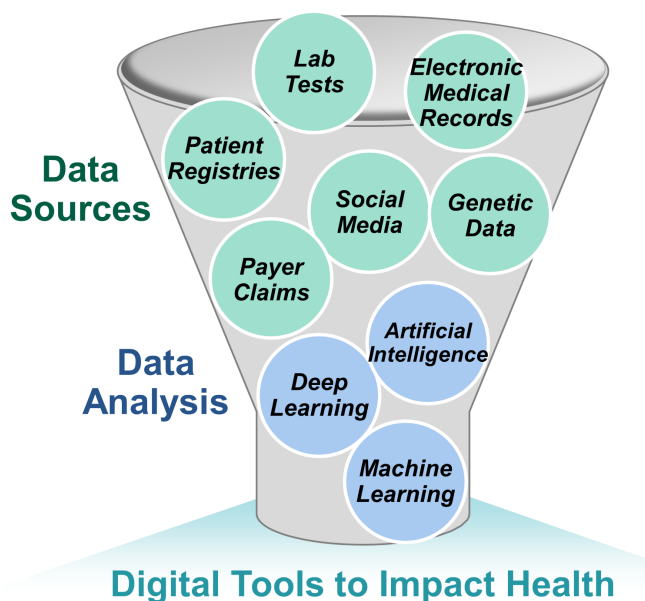 Lab
Tests
Electronic
Medical
Records
Patient
Registries
Data
Sources
Social
Media
Genetic
Data
Payer
Claims
Artificial
Intelligence
Data
Analysis
Deep
Learning
Machine
Learning
Digital Tools to Impact Health